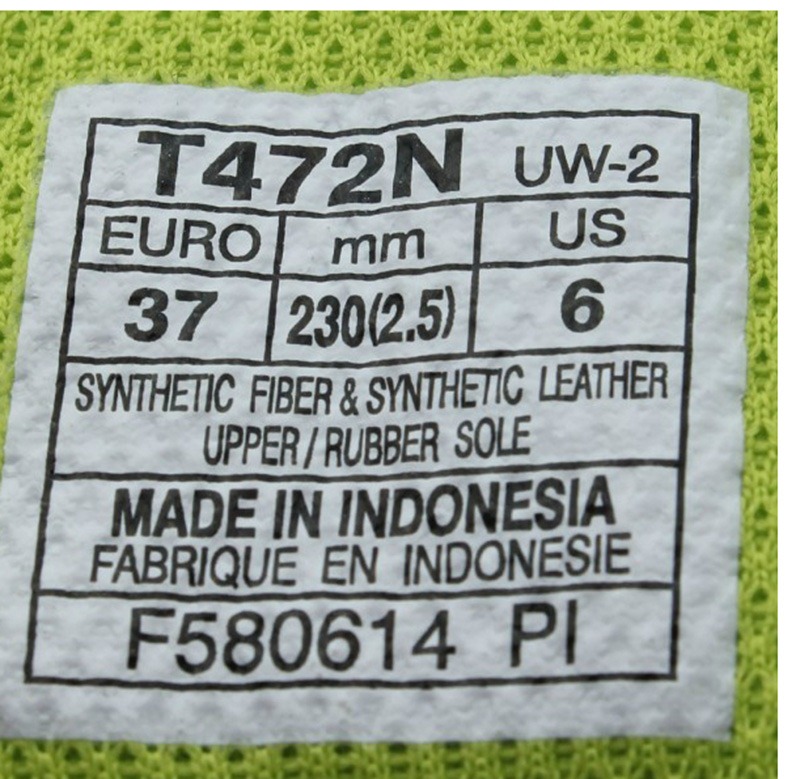 T472N UW-2
EURO mm US
37 230(2.5) 6
SYNTHETIC FIBER & SYNTHETIC LEATHER
UPPER / RUBBER SOLE
MADE IN INDONESIA
FABRIQUE EN INDONESIE
F580614 PI